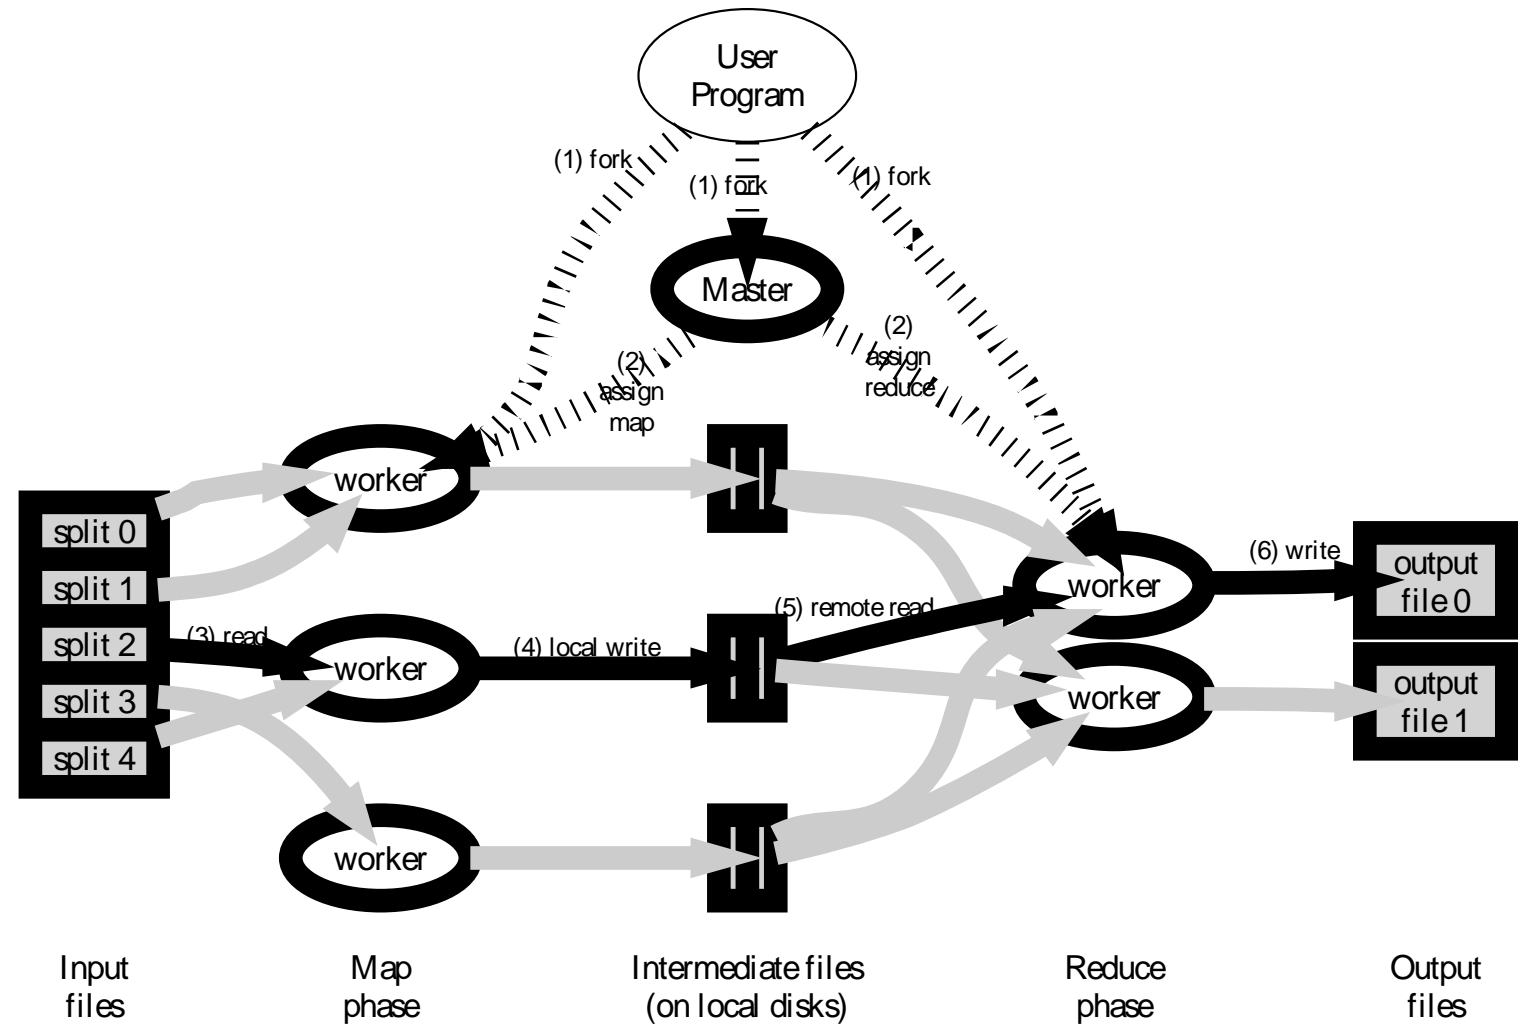 User
Program
(1) fork
(1) fork
(1) fork
Master
(2)
assign
map
(2)
assign
reduce
worker
split 0
split 1
split 2
split 3
split 4
(3) read
worker
(4) local write
(5) remote read
worker
(6) write
output
file 0
worker
output
file 1
worker
Input
files
Map
phase
Intermediate files
(on local disks)
Reduce
phase
Output
files